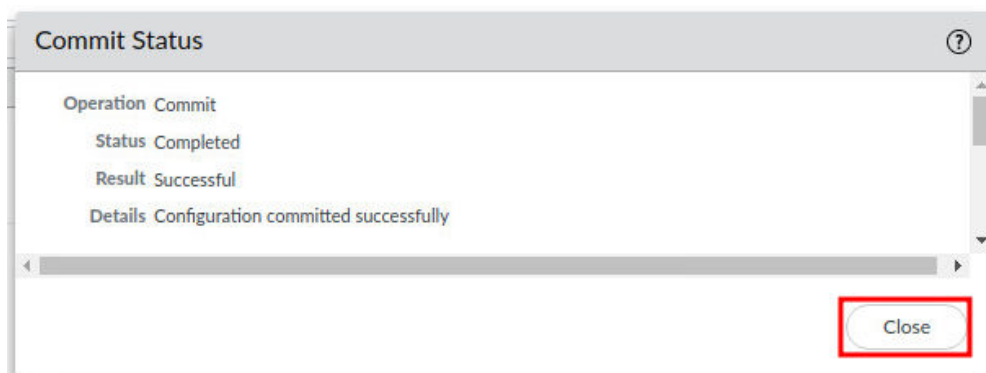 Commit Status
Operation Commit
Status Completed
Result Successful
Details Configuration committed successfully
Close